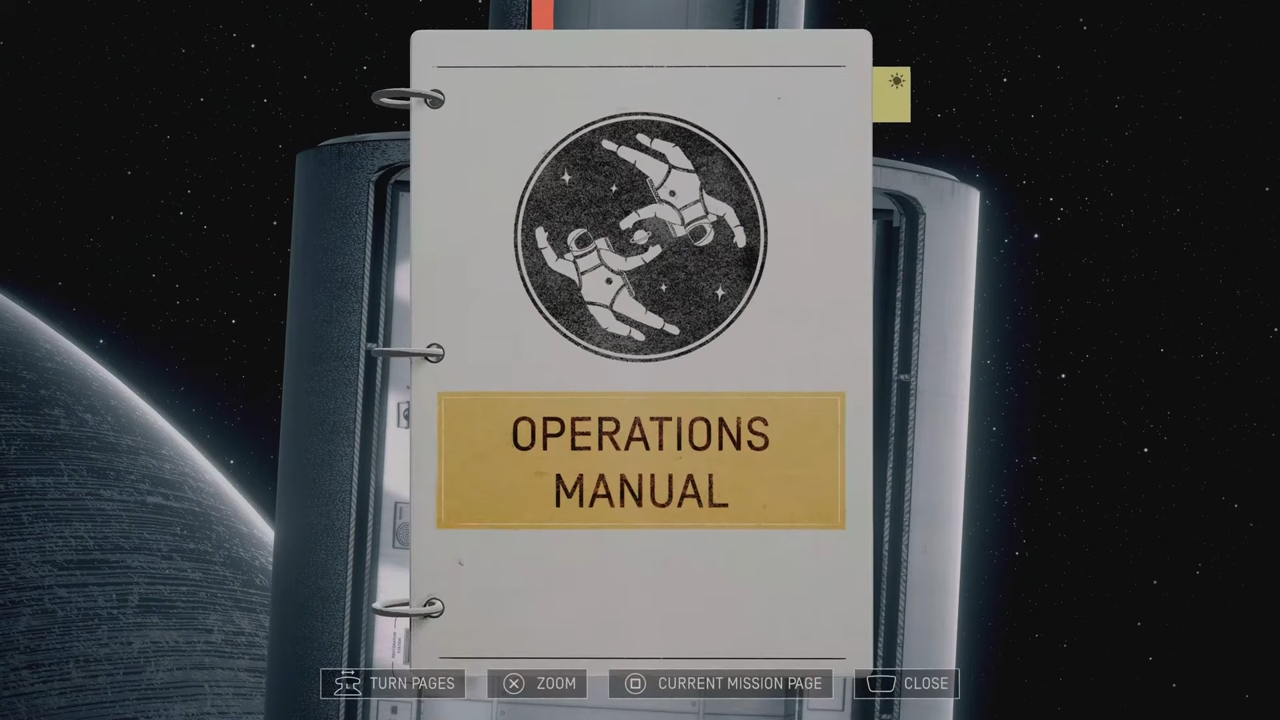 OPERATIONS
MANUAL
TURN PAGES
ZOOM
CURRENT MISSION PAGE
CLOSE